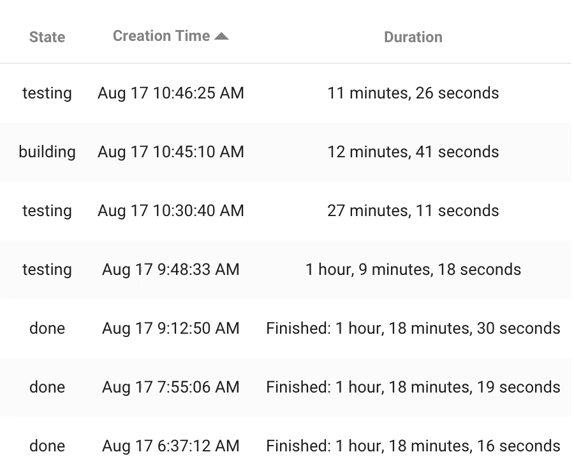 State Creation Time Duration
testing Aug 17 10:46:25 AM 11 minutes, 26 seconds
building Aug 17 10:45:10 AM 12 minutes, 41 seconds
testing Aug 17 10:30:40 AM 27 minutes, 11 seconds
testing Aug 17 9:48:33 AM 1 hour, 9 minutes, 18 seconds
done Aug 17 9:12:50 AM Finished: 1 hour, 18 minutes, 30 seconds
done Aug 17 7:55:06 AM Finished: 1 hour, 18 minutes, 19 seconds
done Aug 17 6:37:12 AM Finished: 1 hour, 18 minutes, 16 seconds